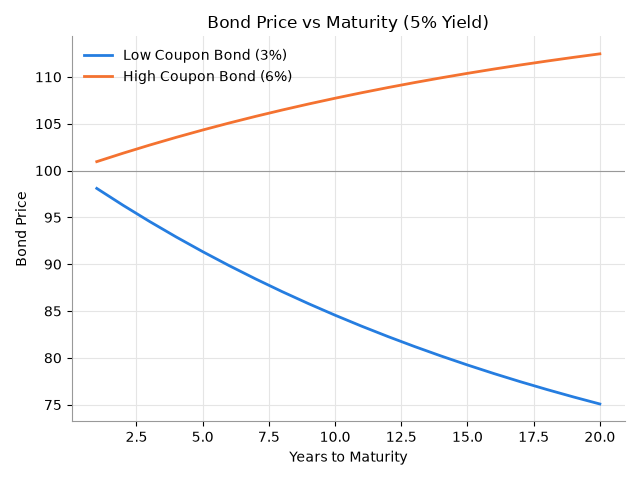 Bond Price vs Maturity (5% Yield)
Low Coupon Bond (3%)
High Coupon Bond (6%)
110
105
100
95
90
85
80
75
Bond Price
2.5 5.0 7.5 10.0 12.5 15.0 17.5 20.0
Years to Maturity